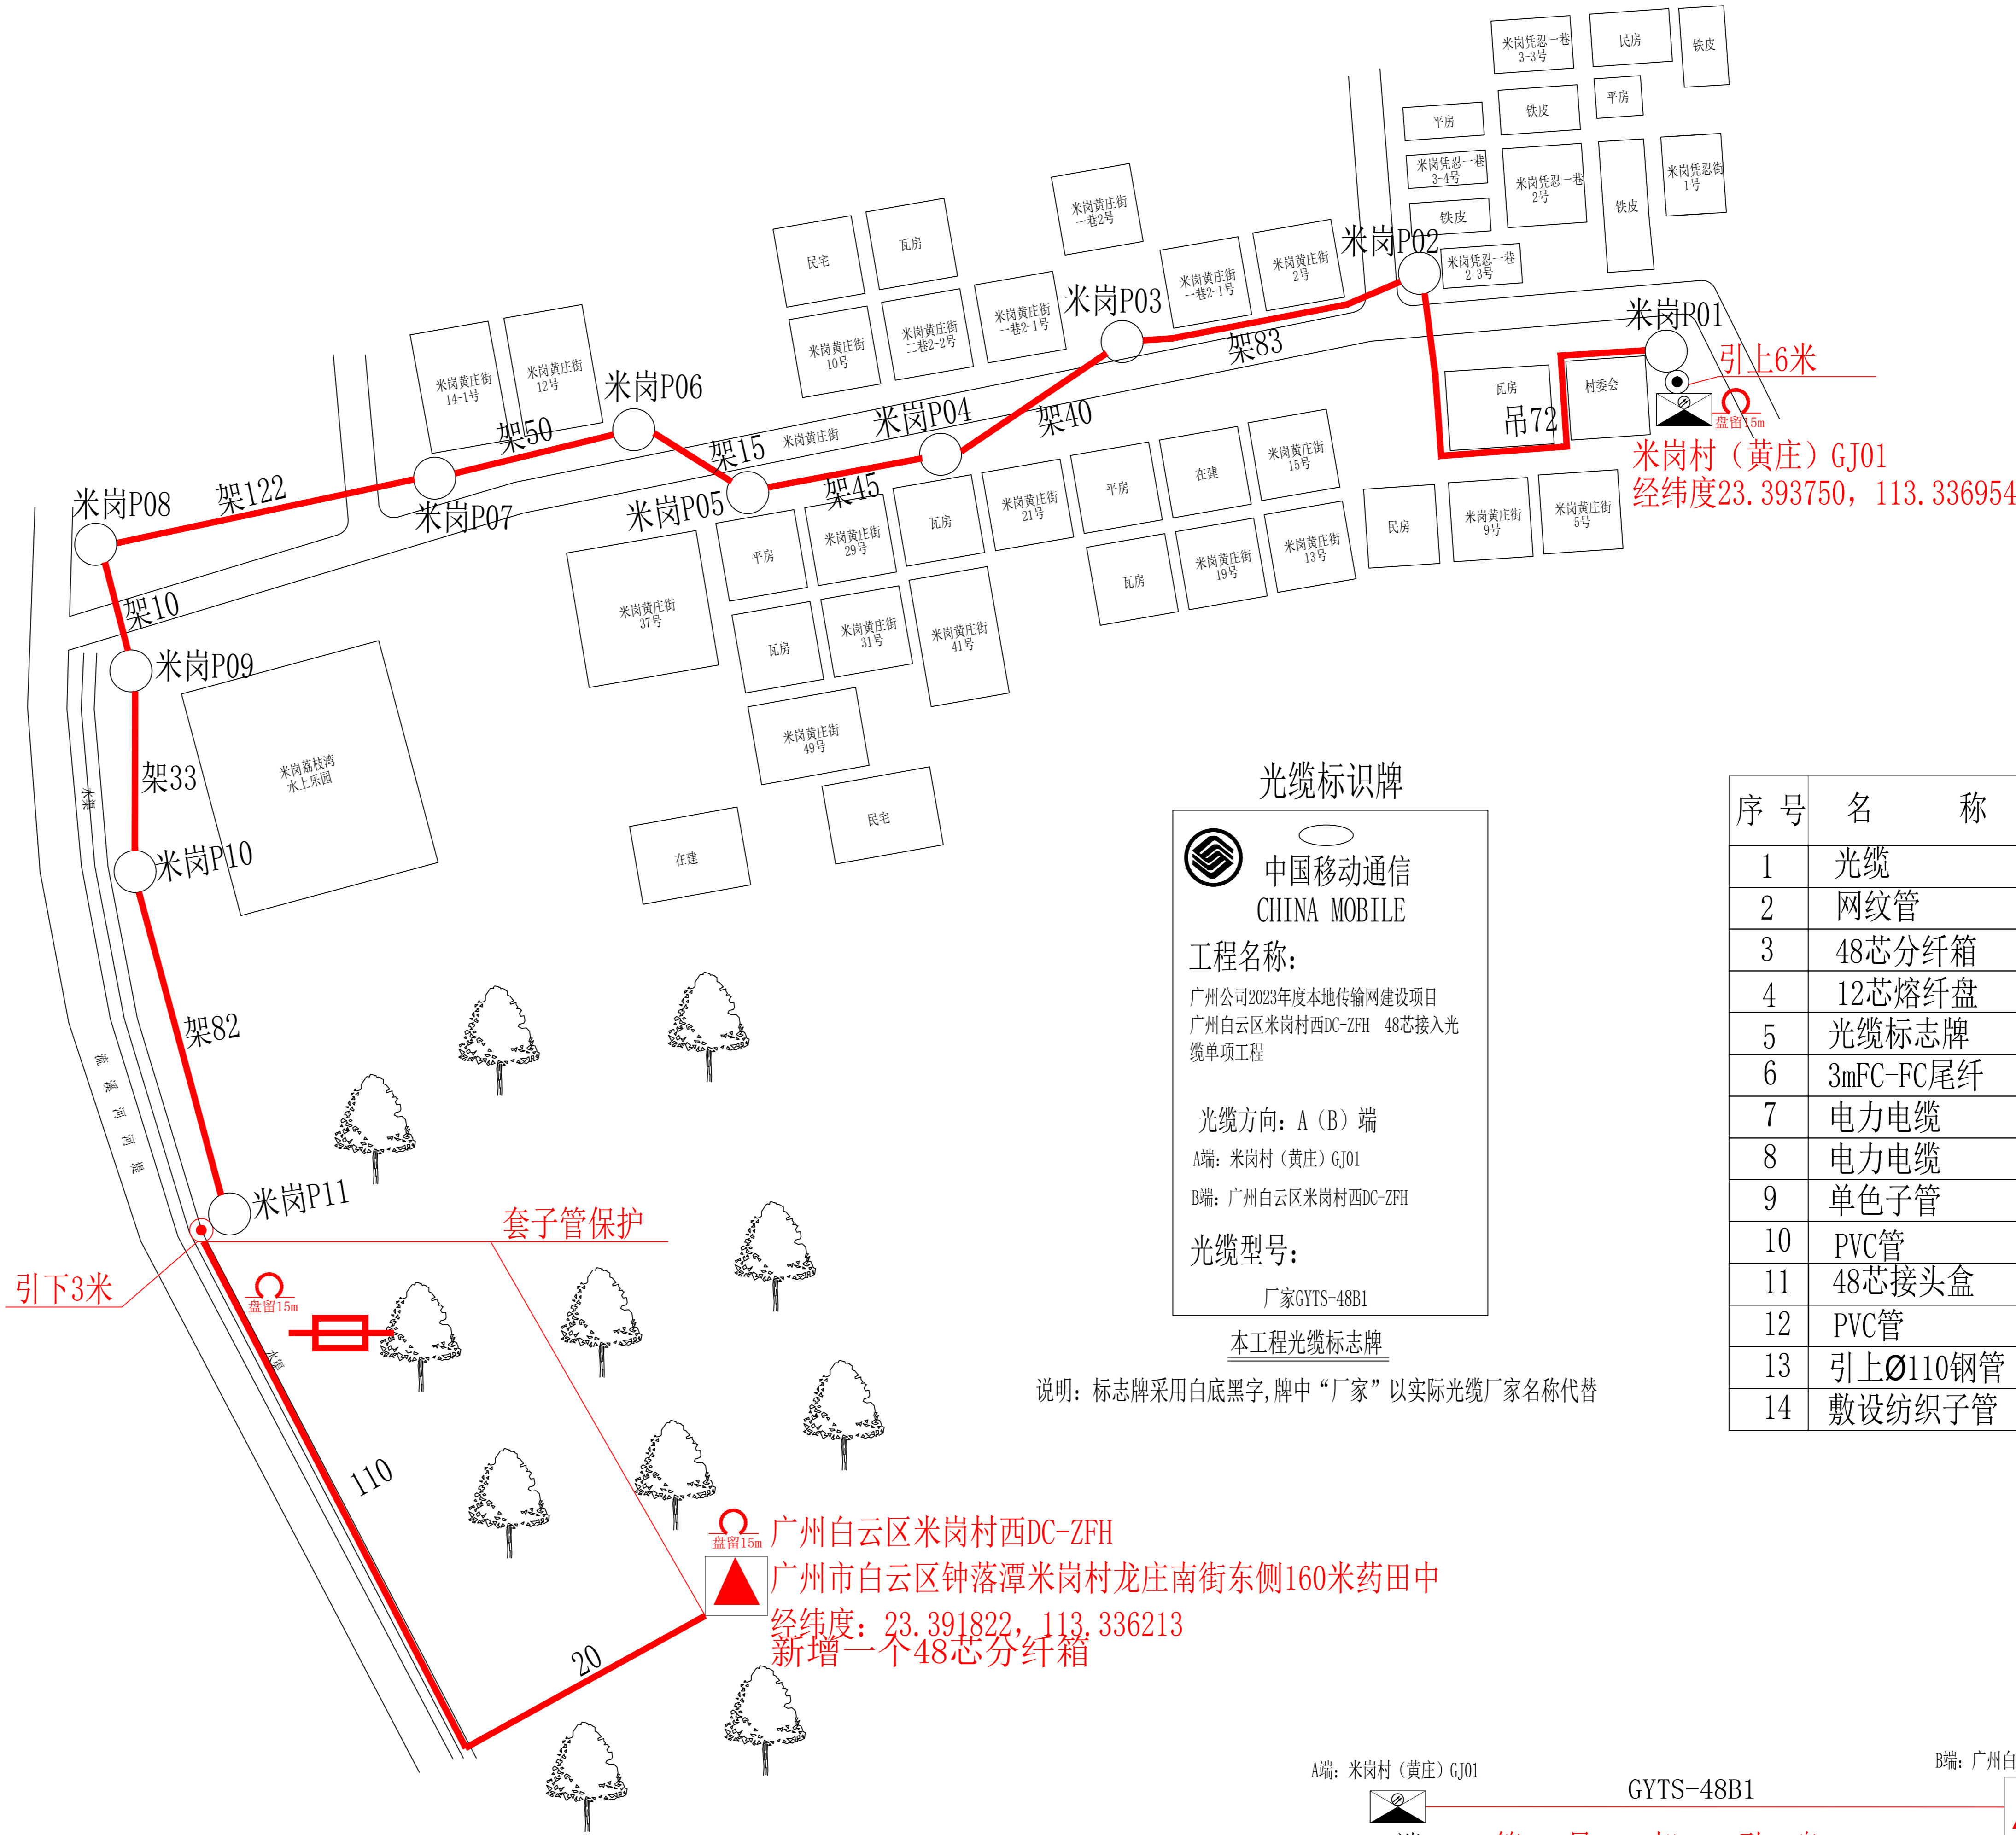 米岗凭忍一巷
3-3号
民房
铁皮
平房
铁皮
平房
米岗凭忍一巷
3-4号
米岗凭忍一巷
2号
铁皮
米岗凭忍街
1号
铁皮
米岗凭忍一巷
2-3号
米岗黄庄街
一巷2号
民宅
瓦房
米岗黄庄街
一巷2-1号
米岗黄庄街
2号
米岗P02
米岗P01
引上6米
盘留15m
瓦房
村委会
吊72
米岗村（黄庄）GJ01
经纬度23.393750，113.336954
米岗P03
架83
米岗黄庄街
10号
米岗黄庄街
二巷2-2号
米岗黄庄街
一巷2-1号
米岗黄庄街
14-1号
米岗黄庄街
12号
米岗P06
架50
架15
米岗黄庄街
米岗P04
架40
米岗P08
架122
米岗P07
米岗P05
架45
米岗黄庄街
15号
在建
平房
米岗黄庄街
21号
瓦房
米岗黄庄街
29号
平房
民房
米岗黄庄街
9号
米岗黄庄街
5号
瓦房
米岗黄庄街
19号
米岗黄庄街
13号
米岗黄庄街
37号
瓦房
米岗黄庄街
31号
米岗黄庄街
41号
米岗黄庄街
49号
民宅
在建
架10
米岗P09
架33
水渠
米岗荔枝湾
水上乐园
米岗P10
架82
流溪河河堤
米岗P11
套子管保护
引下3米
盘留15m
水渠
110
20
盘留15m
广州白云区米岗村西DC-ZFH
广州市白云区钟落潭米岗村龙庄南街东侧160米药田中
经纬度：23.391822，113.336213
新增一个48芯分纤箱
光缆标识牌
中国移动通信
CHINA MOBILE
工程名称：
广州公司2023年度本地传输网建设项目
广州白云区米岗村西DC-ZFH 48芯接入光
缆单项工程
光缆方向：A（B）端
A端：米岗村（黄庄）GJ01
B端：广州白云区米岗村西DC-ZFH
光缆型号：
厂家GYTS-48B1
本工程光缆标志牌
说明：标志牌采用白底黑字,牌中“厂家”以实际光缆厂家名称代替
序号 名称
1 光缆
2 网纹管
3 48芯分纤箱
4 12芯熔纤盘
5 光缆标志牌
6 3mFC-FC尾纤
7 电力电缆
8 电力电缆
9 单色子管
10 PVC管
11 48芯接头盒
12 PVC管
13 引上Ø110钢管
14 敷设纺织子管
A端：米岗村（黄庄）GJ01
B端：广州白
GYTS-48B1